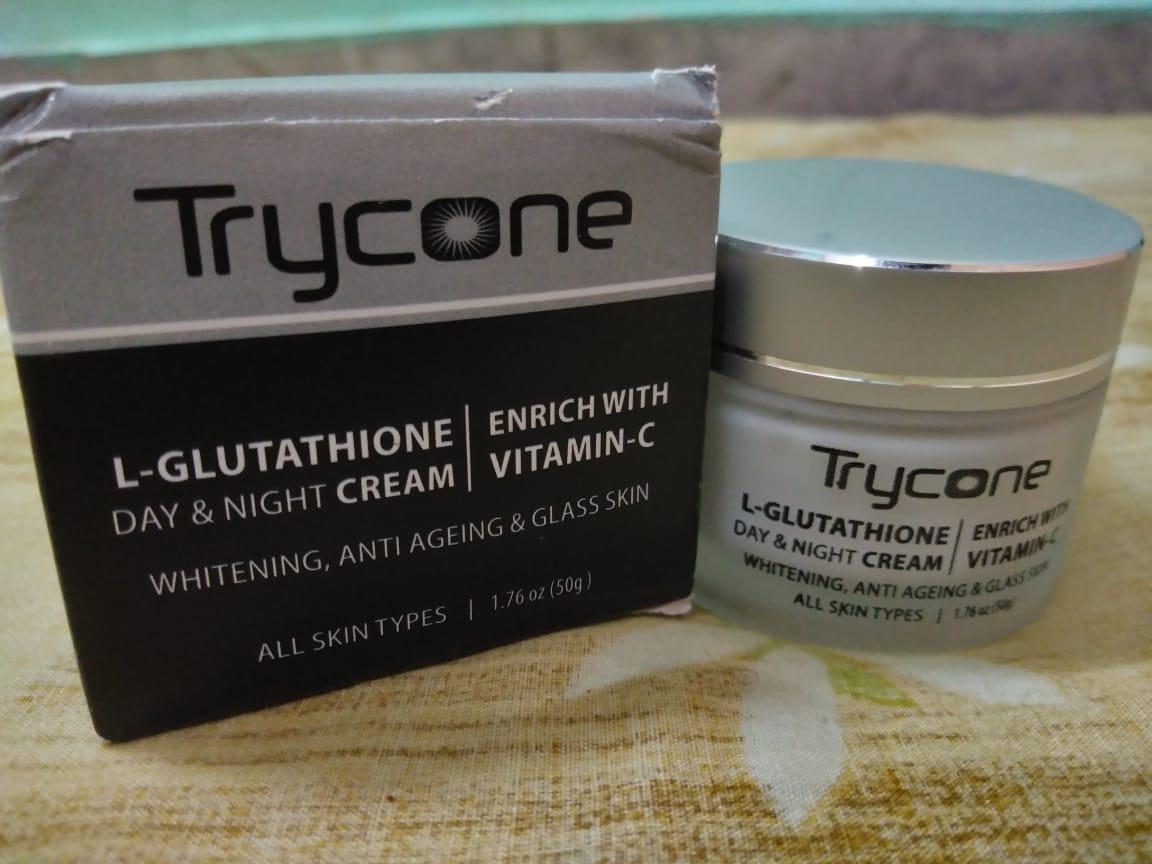 Trycone
L-GLUTATHIONE
DAY & NIGHT CREAM
ENRICH WITH
VITAMIN-C
WHITENING, ANTI AGEING & GLASS SKIN
ALL SKIN TYPES | 1.76 oz (50g)
Trycone
L-GLUTATHIONE
DAY & NIGHT CREAM
ENRICH WITH
VITAMIN-C
WHITENING, ANTI AGEING & GLASS SKIN
ALL SKIN TYPES | 1.76 oz (50g)